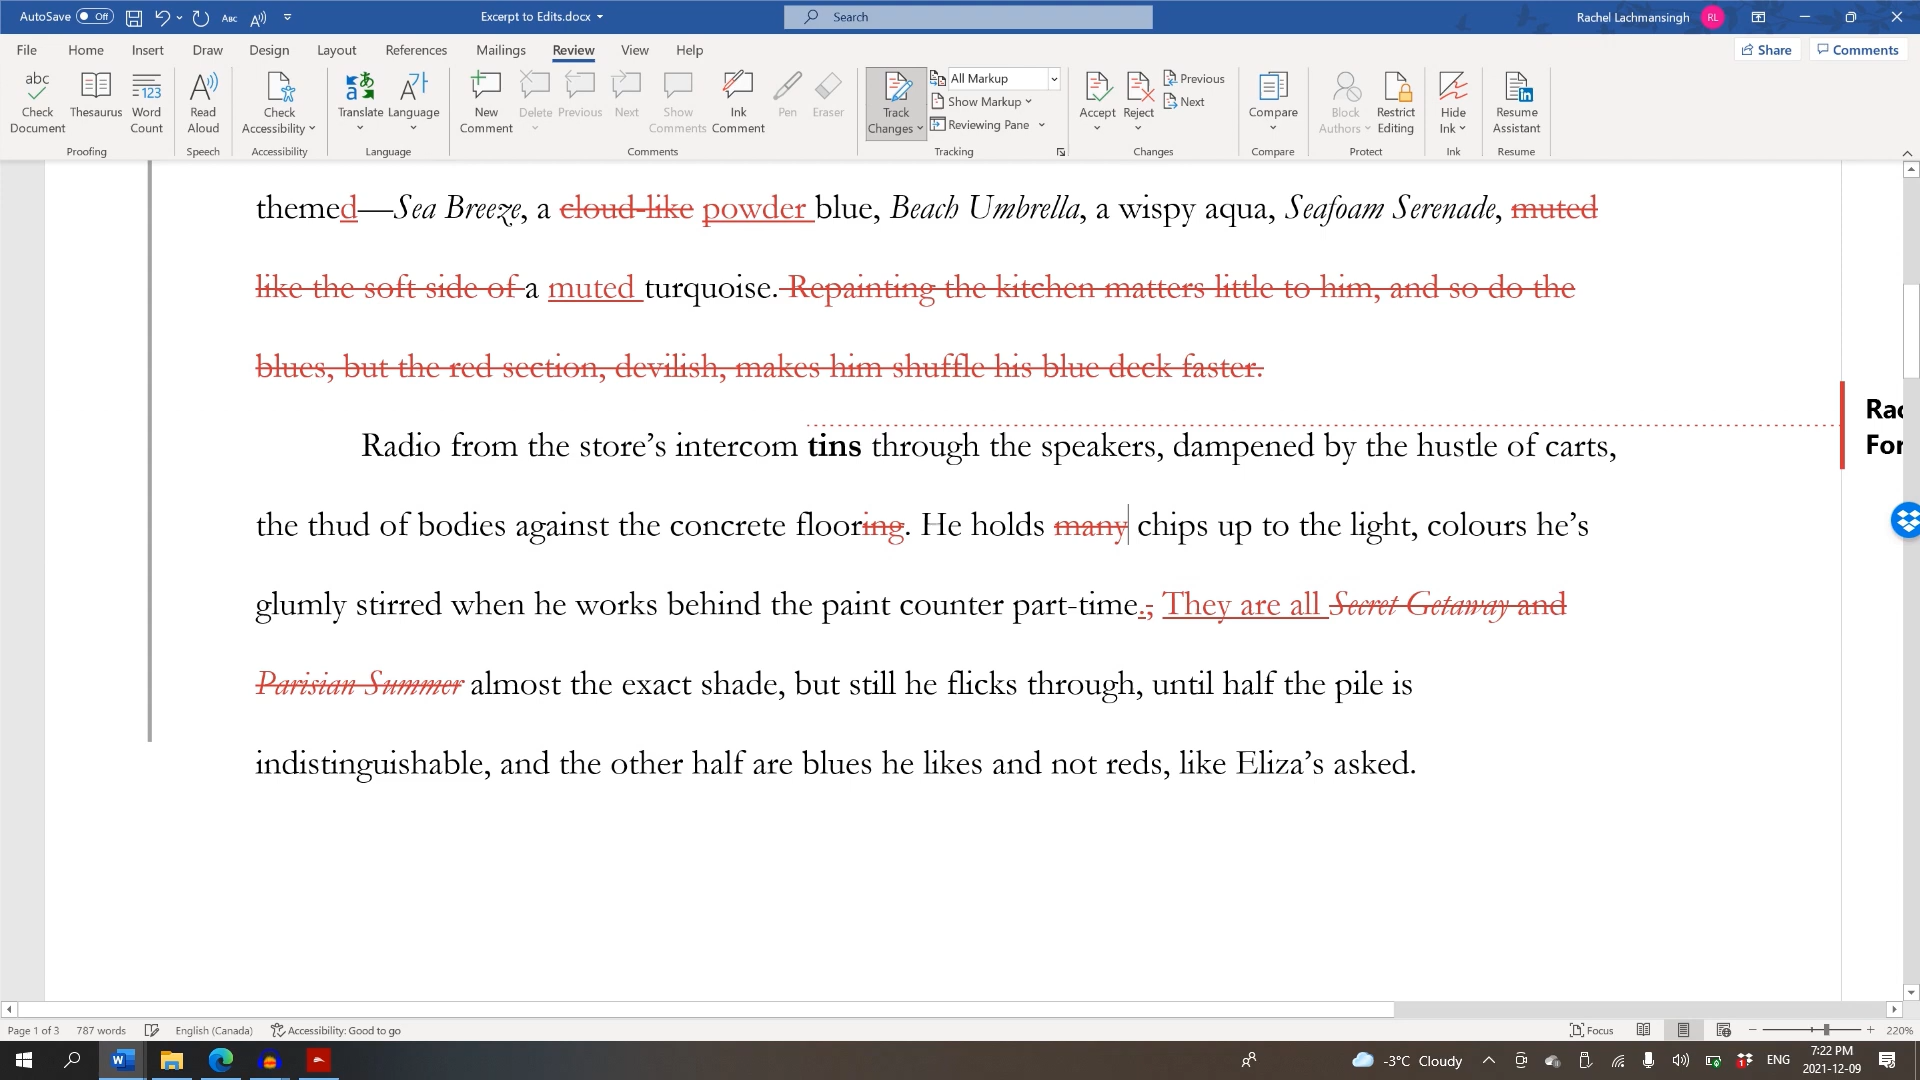 AutoSave Off Excerpt to Edits.docx Search Rachel Lachmansingh RL
File Home Insert Draw Design Layout References Mailings Review View Help Share Comments
Check Document Thesaurus Word Count Read Aloud Check Accessibility Translate Language New Comment Delete Previous Next Show Comments Ink Comment Pen Eraser Track Changes All Markup Show Markup Reviewing Pane Accept Reject Previous Next Compare Block Authors Restrict Editing Hide Ink Resume Assistant
Proofing Speech Accessibility Language Comments Tracking Changes Compare Protect Ink Resume
themed—Sea Breeze, a cloud-like powder blue, Beach Umbrella, a wispy aqua, Seafoam Serenade, muted
like the soft side of a muted turquoise. Repainting the kitchen matters little to him, and so do the
blues, but the red section, devilish, makes him shuffle his blue deck faster.
Rac
Radio from the store's intercom tins through the speakers, dampened by the hustle of carts,
For
the thud of bodies against the concrete flooring. He holds many chips up to the light, colours he's
glumly stirred when he works behind the paint counter part-time.; They are all Secret Getaway and
Parisian Summer almost the exact shade, but still he flicks through, until half the pile is
indistinguishable, and the other half are blues he likes and not reds, like Eliza's asked.
Page 1 of 3 787 words English (Canada) Accessibility: Good to go Focus 220%
-3°C Cloudy ENG 7:22 PM
2021-12-09